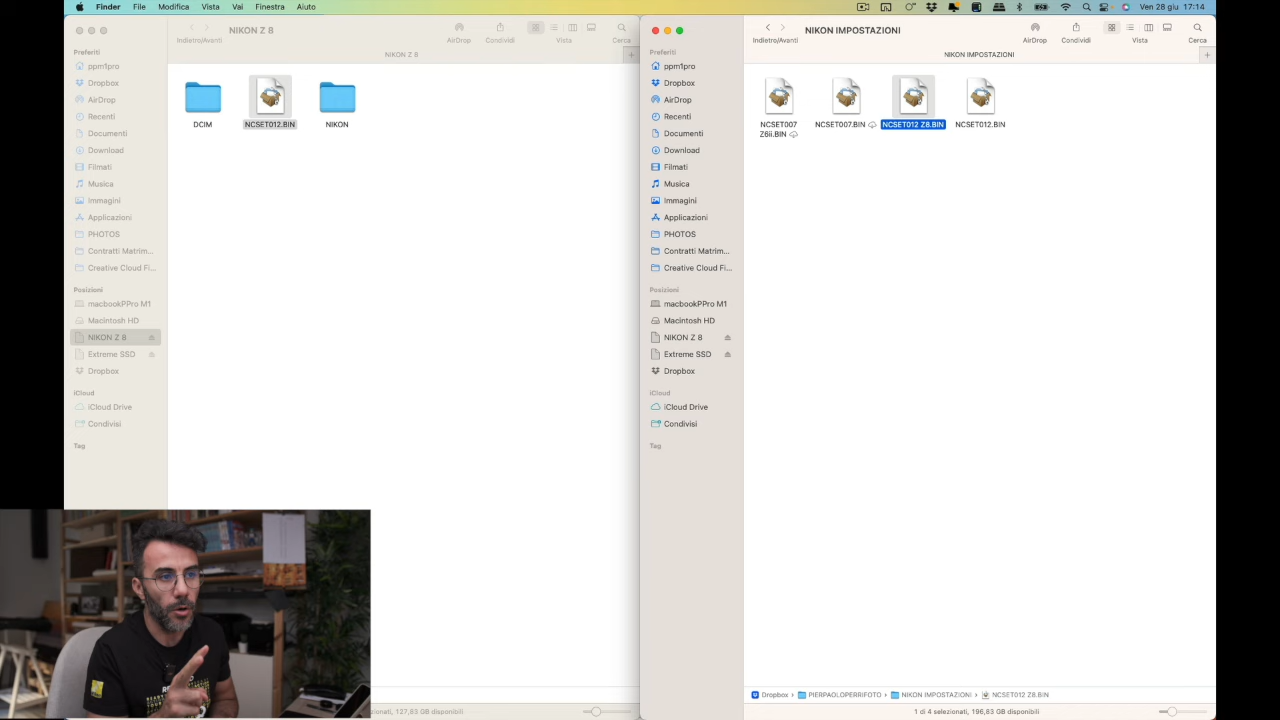 Finder File Modifica Vista Vai Finestra Aiuto Ven 28 giu 17:14
NIKON Z 8
Indietro/Avanti AirDrop Condividi Vista Cerca
NIKON Z 8
Preferiti
ppm1pro
Dropbox
AirDrop
Recenti
Documenti
Download
Filmati
Musica
Immagini
Applicazioni
PHOTOS
Contratti Matrim...
Creative Cloud Fi...
Posizioni
macbookPPro M1
Macintosh HD
NIKON Z 8
Extreme SSD
Dropbox
iCloud
iCloud Drive
Condivisi
Tag
DCIM NCSET012.BIN NIKON
onati, 127,83 GB disponibili
NIKON IMPOSTAZIONI
Indietro/Avanti AirDrop Condividi Vista Cerca
NIKON IMPOSTAZIONI
Preferiti
ppm1pro
Dropbox
AirDrop
Recenti
Documenti
Download
Filmati
Musica
Immagini
Applicazioni
PHOTOS
Contratti Matrim...
Creative Cloud Fi...
Posizioni
macbookPPro M1
Macintosh HD
NIKON Z 8
Extreme SSD
Dropbox
iCloud
iCloud Drive
Condivisi
Tag
NCSET007 NCSET007.BIN NCSET012 Z8.BIN NCSET012.BIN
Z6ii.BIN
Dropbox › PIERPAOLOPERRIFOTO › NIKON IMPOSTAZIONI › NCSET012 Z8.BIN
1 di 4 selezionati, 196,83 GB disponibili